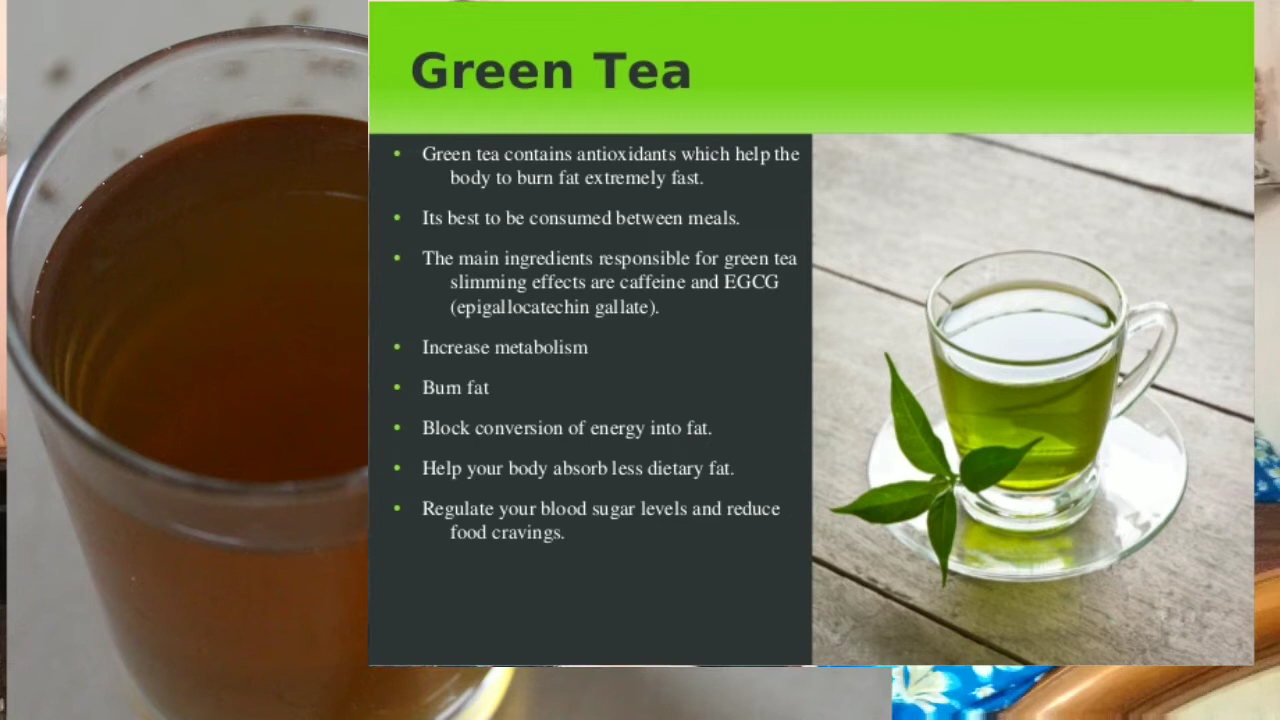 Green Tea
• Green tea contains antioxidants which help the
body to burn fat extremely fast.
• Its best to be consumed between meals.
• The main ingredients responsible for green tea
slimming effects are caffeine and EGCG
(epigallocatechin gallate).
• Increase metabolism
• Burn fat
• Block conversion of energy into fat.
• Help your body absorb less dietary fat.
• Regulate your blood sugar levels and reduce
food cravings.